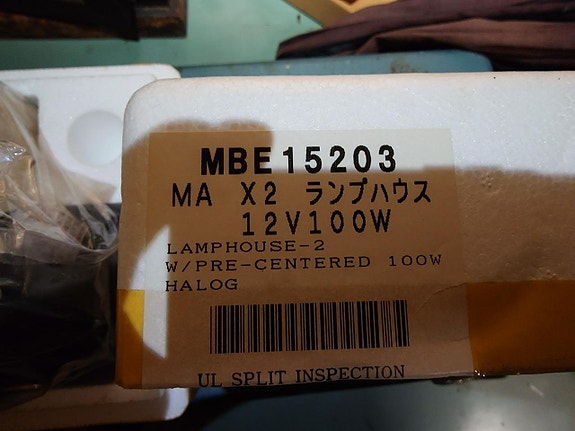 MBE15203
MA X2 ランプハウス
12V100W
LAMPHOUSE-2
W/PRE-CENTERED 100W
HALOG
UL SPLIT INSPECTION